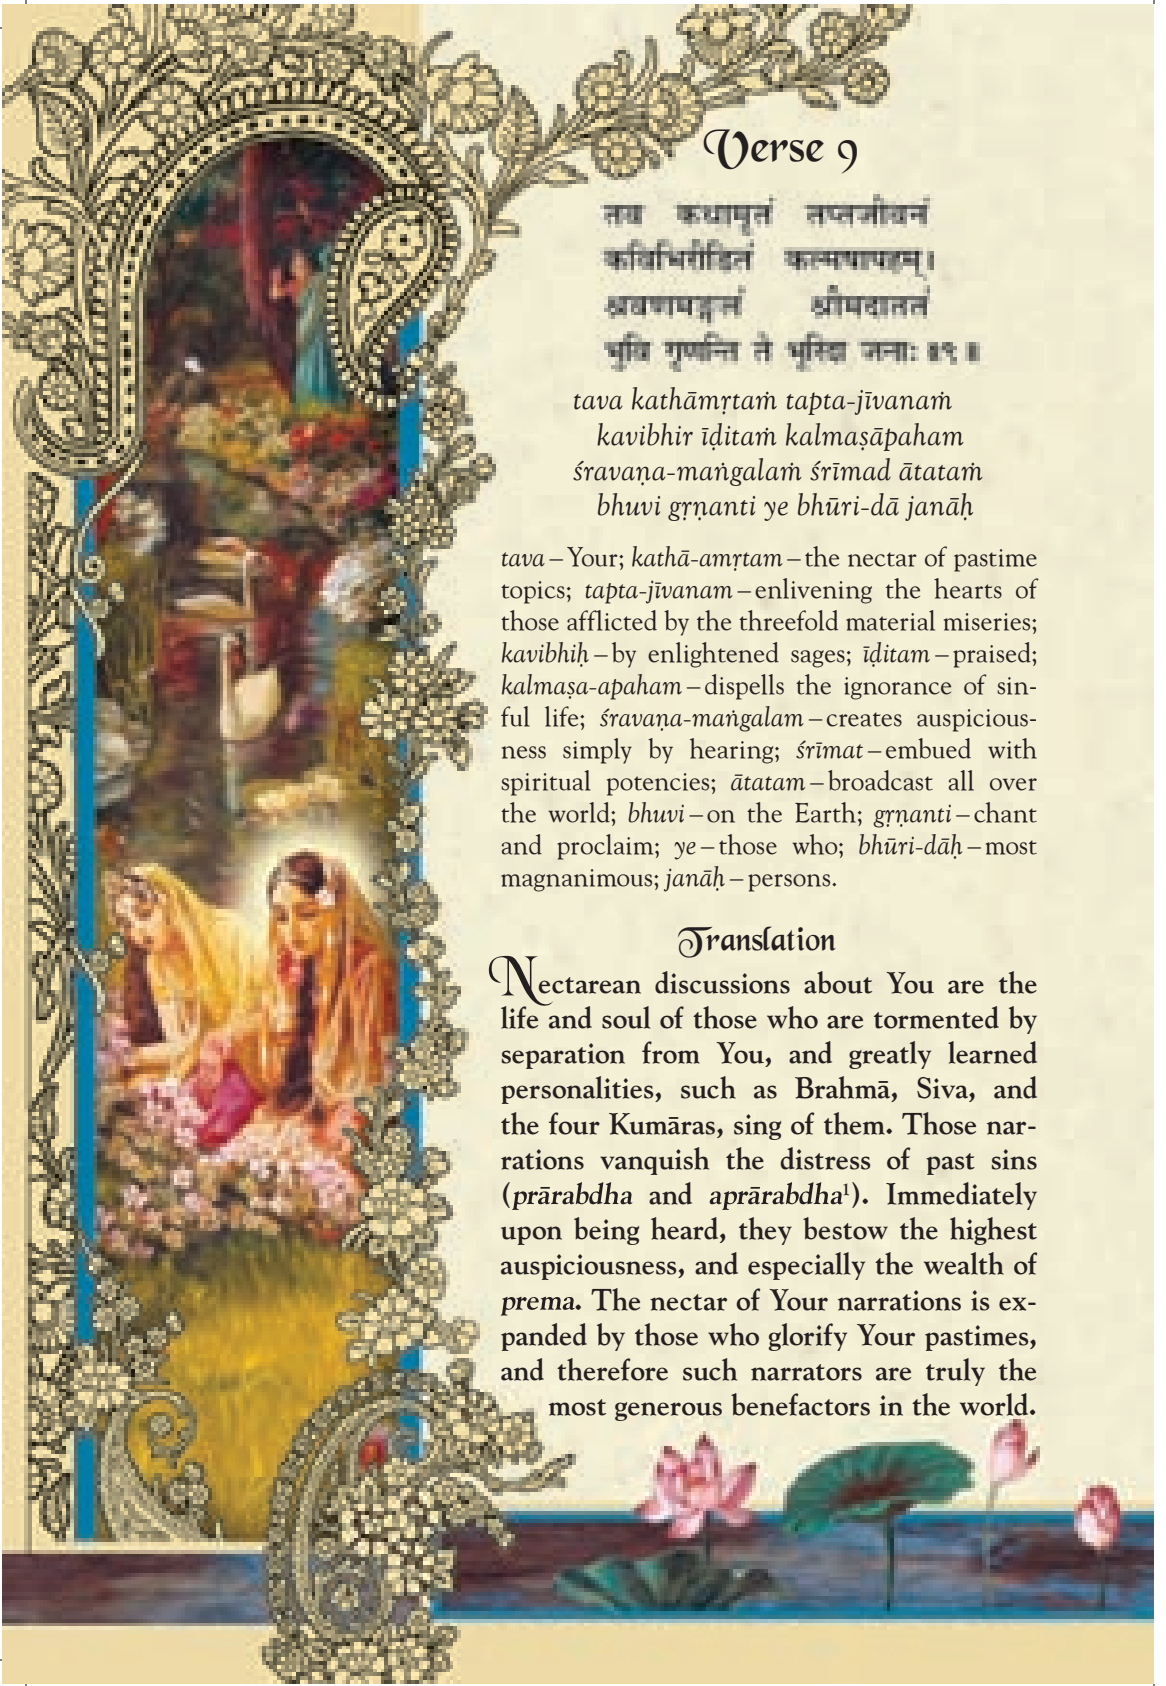 Verse 9
तव कथामृतं तप्तजीवनं
कविभिरीडितं कल्मषापहम्।
श्रवणमङ्गलं श्रीमदाततं
भुवि गृणन्ति ते भूरिदा जनाः॥९॥
tava kathāmṛtaṁ tapta-jīvanaṁ
kavibhir īḍitaṁ kalmaṣāpaham
śravaṇa-maṅgalaṁ śrīmad ātataṁ
bhuvi gṛṇanti ye bhūri-dā janāḥ
tava – Your; kathā-amṛtam – the nectar of pastime
topics; tapta-jīvanam – enlivening the hearts of
those afflicted by the threefold material miseries;
kavibhiḥ – by enlightened sages; īḍitam – praised;
kalmaṣa-apaham – dispells the ignorance of sin-
ful life; śravaṇa-maṅgalam – creates auspicious-
ness simply by hearing; śrīmat – embued with
spiritual potencies; ātatam – broadcast all over
the world; bhuvi – on the Earth; gṛṇanti – chant
and proclaim; ye – those who; bhūri-dāḥ – most
magnanimous; janāḥ – persons.
Translation
Nectarean discussions about You are the
life and soul of those who are tormented by
separation from You, and greatly learned
personalities, such as Brahmā, Siva, and
the four Kumāras, sing of them. Those nar-
rations vanquish the distress of past sins
(prārabdha and aprārabdha¹). Immediately
upon being heard, they bestow the highest
auspiciousness, and especially the wealth of
prema. The nectar of Your narrations is ex-
panded by those who glorify Your pastimes,
and therefore such narrators are truly the
most generous benefactors in the world.